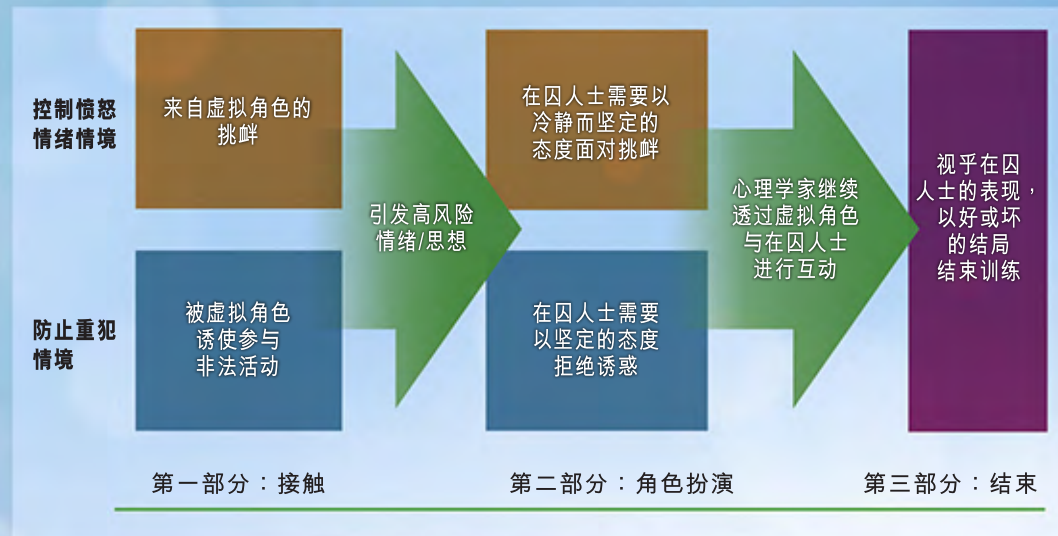 控制愤怒
情绪情境
来自虚拟角色的
挑衅
引发高风险
情绪/思想
在囚人士需要以
冷静而坚定的
态度面对挑衅
心理学家继续
透过虚拟角色
与在囚人士
进行互动
视乎在囚
人士的表现，
以好或坏
的结局
结束训练
防止重犯
情境
被虚拟角色
诱使参与
非法活动
在囚人士需要
以坚定的态度
拒绝诱惑
第一部分：接触
第二部分：角色扮演
第三部分：结束